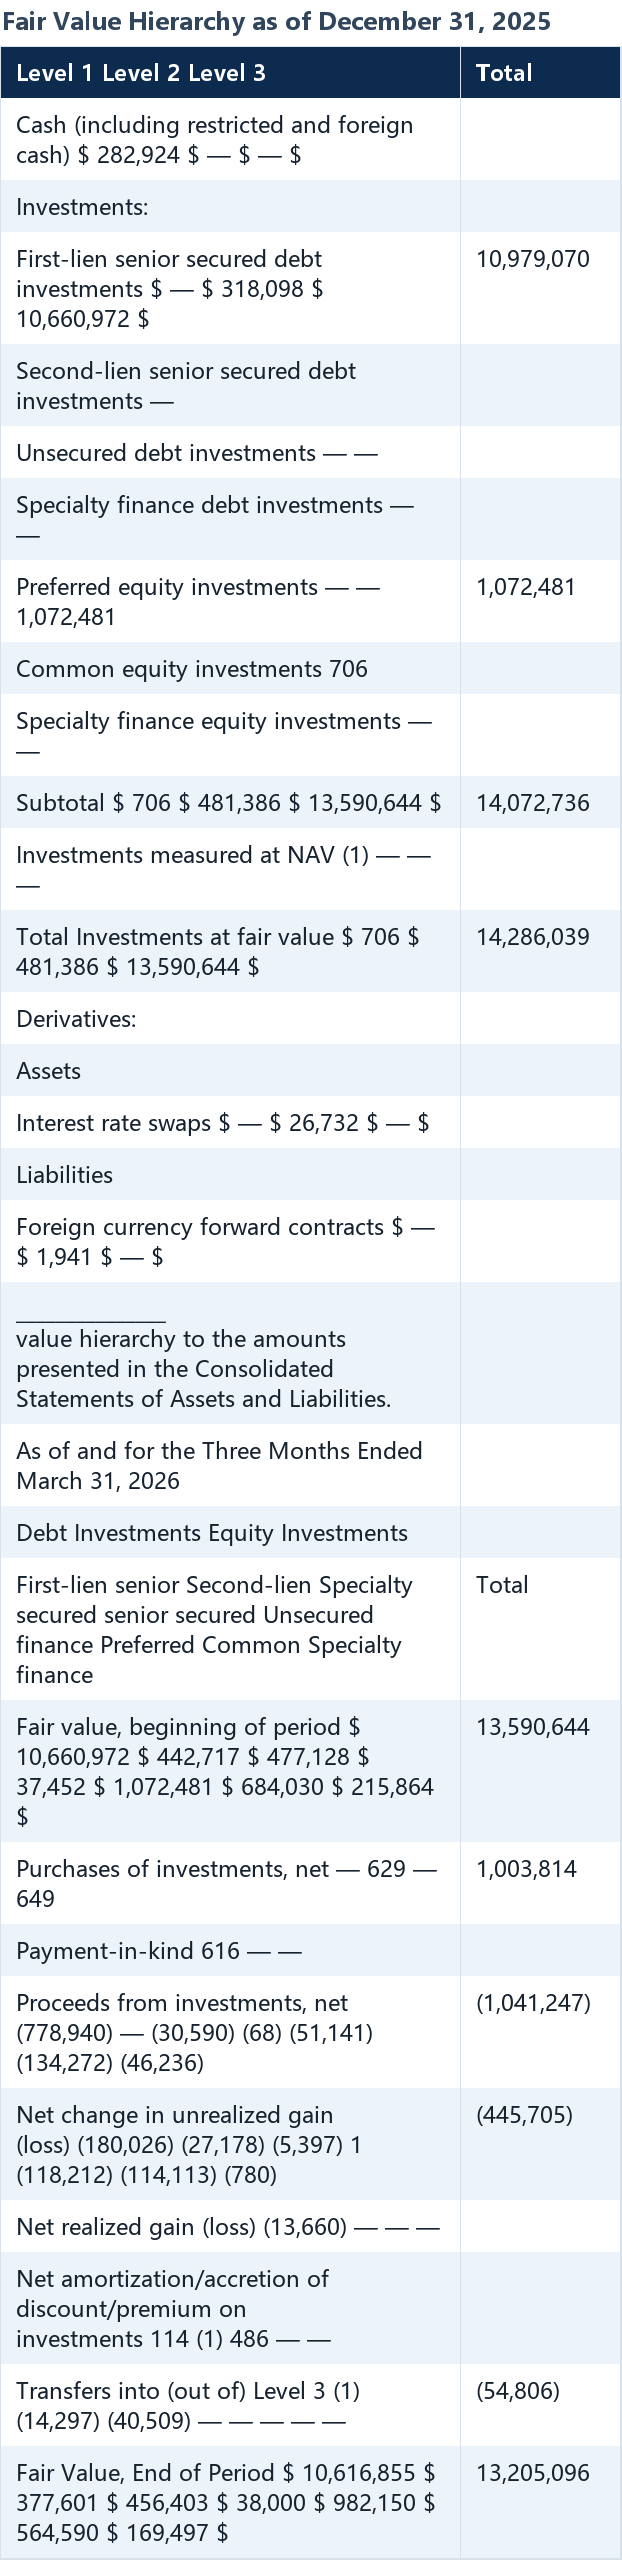 Fair Value Hierarchy as of December 31, 2025
Level 1 Level 2 Level 3 Total
Cash (including restricted and foreign
cash) $ 282,924 $ — $ — $
Investments:
First-lien senior secured debt 10,979,070
investments $ — $ 318,098 $
10,660,972 $
Second-lien senior secured debt
investments —
Unsecured debt investments — —
Specialty finance debt investments —
—
Preferred equity investments — — 1,072,481
1,072,481
Common equity investments 706
Specialty finance equity investments —
—
Subtotal $ 706 $ 481,386 $ 13,590,644 $ 14,072,736
Investments measured at NAV (1) — —
—
Total Investments at fair value $ 706 $ 14,286,039
481,386 $ 13,590,644 $
Derivatives:
Assets
Interest rate swaps $ — $ 26,732 $ — $
Liabilities
Foreign currency forward contracts $ —
$ 1,941 $ — $
_______________
value hierarchy to the amounts
presented in the Consolidated
Statements of Assets and Liabilities.
As of and for the Three Months Ended
March 31, 2026
Debt Investments Equity Investments
First-lien senior Second-lien Specialty Total
secured senior secured Unsecured
finance Preferred Common Specialty
finance
Fair value, beginning of period $ 13,590,644
10,660,972 $ 442,717 $ 477,128 $
37,452 $ 1,072,481 $ 684,030 $ 215,864
$
Purchases of investments, net — 629 — 1,003,814
649
Payment-in-kind 616 — —
Proceeds from investments, net (1,041,247)
(778,940) — (30,590) (68) (51,141)
(134,272) (46,236)
Net change in unrealized gain (445,705)
(loss) (180,026) (27,178) (5,397) 1
(118,212) (114,113) (780)
Net realized gain (loss) (13,660) — — —
Net amortization/accretion of
discount/premium on
investments 114 (1) 486 — —
Transfers into (out of) Level 3 (1) (54,806)
(14,297) (40,509) — — — — —
Fair Value, End of Period $ 10,616,855 $ 13,205,096
377,601 $ 456,403 $ 38,000 $ 982,150 $
564,590 $ 169,497 $